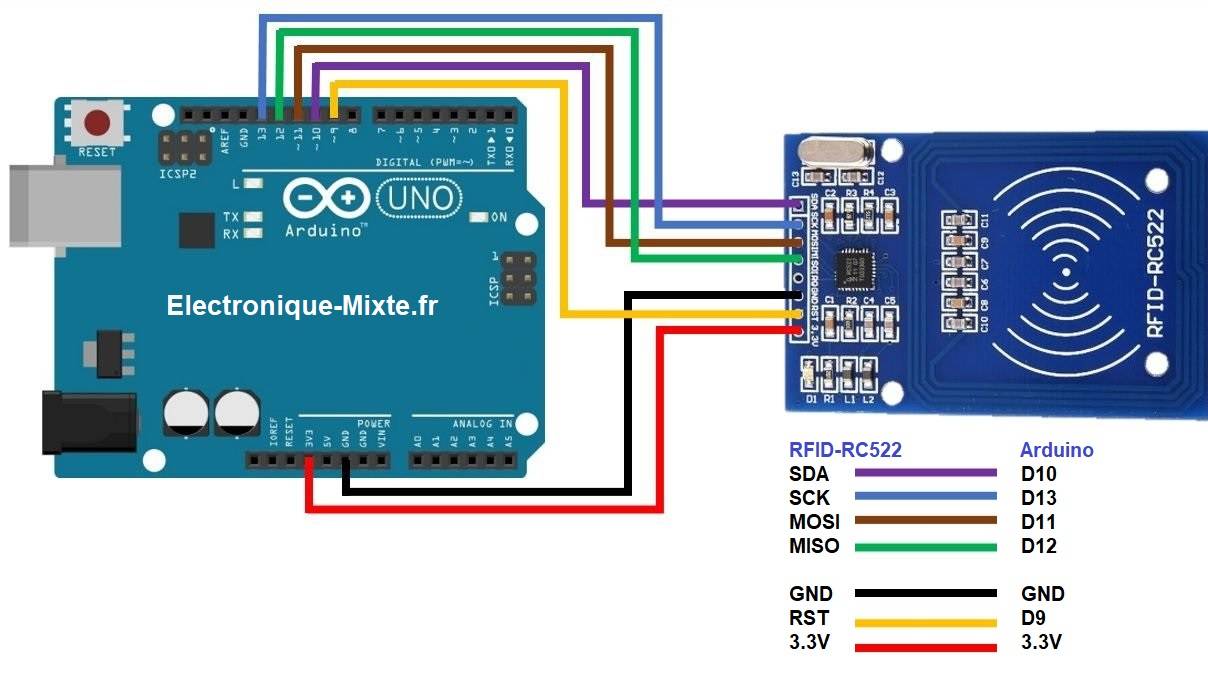 RESET
ICSP2
AREF
GND
13
12
~11
~10
~9
8
7
~6
~5
4
~3
2
TX0▶1
RX0◀0
DIGITAL (PWM=~)
L
TX
RX
UNO
ON
Arduino™
1
ICSP
Electronique-Mixte.fr
IOREF
RESET
3V3
5V
GND
GND
VIN
POWER
ANALOG IN
A0
A1
A2
A3
A4
A5
C13
C12
C2
R3
R4
C3
SDA
SCK
MOSI
GND
RST
3.3V
C1
R2
C4
C5
D1
R1
L1
L2
C11
C9
C7
C6
C8
C10
RFID-RC522
RFID-RC522 Arduino
SDA D10
SCK D13
MOSI D11
MISO D12
GND GND
RST D9
3.3V 3.3V